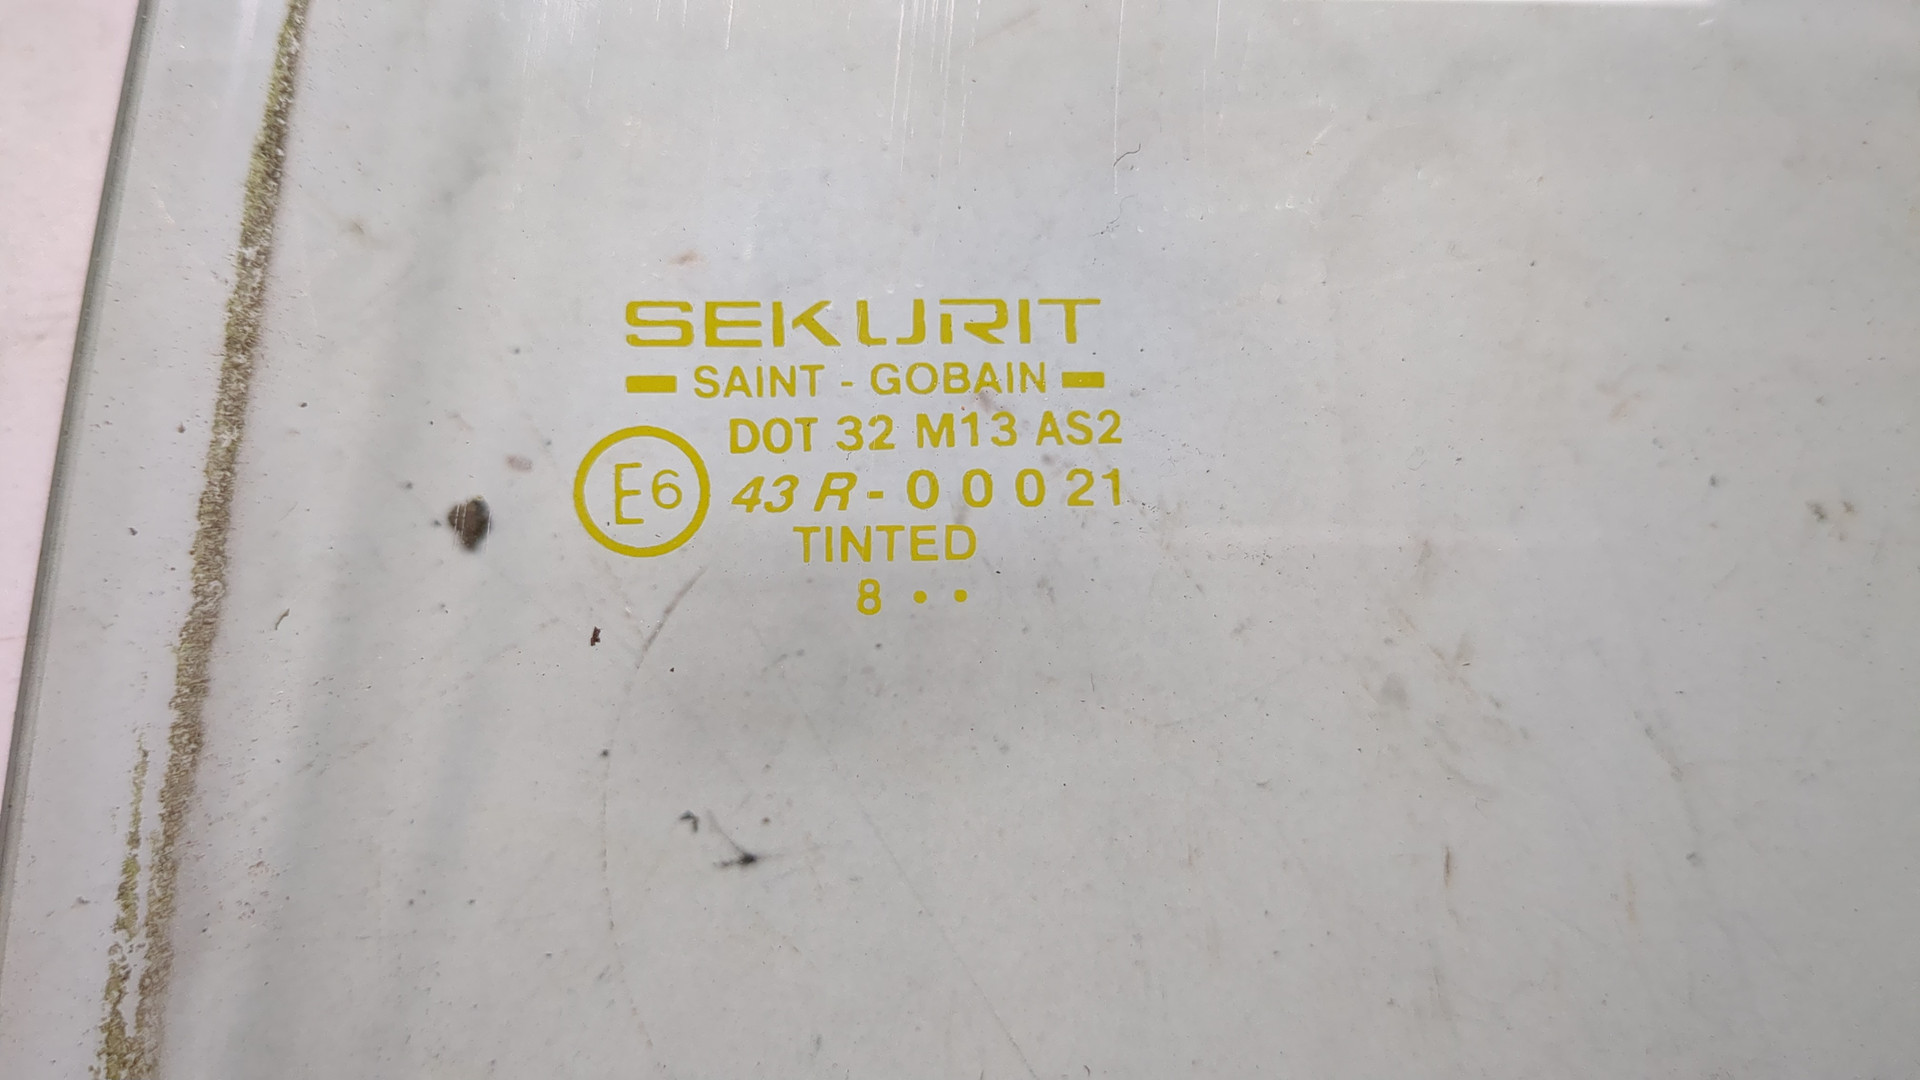 SEKURIT
SAINT - GOBAIN
DOT 32 M13 AS2
E6 43 R - 0 0 0 21
TINTED
8 • •